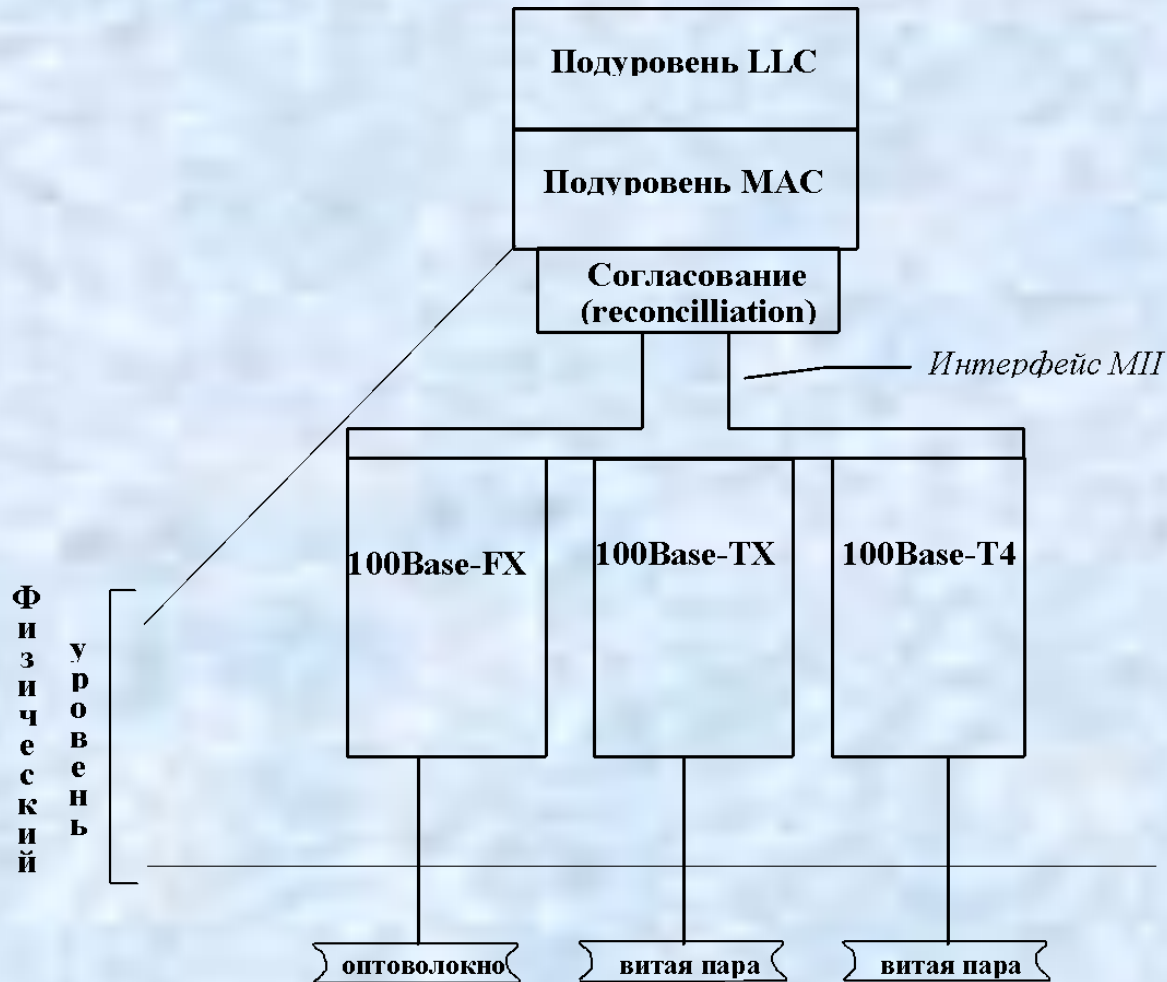 Подуровень LLC
Подуровень MAC
Согласование
(reconcilliation)
Интерфейс MII
100Base-FX
100Base-TX
100Base-T4
Физический
уровень
оптоволокно
витая пара
витая пара